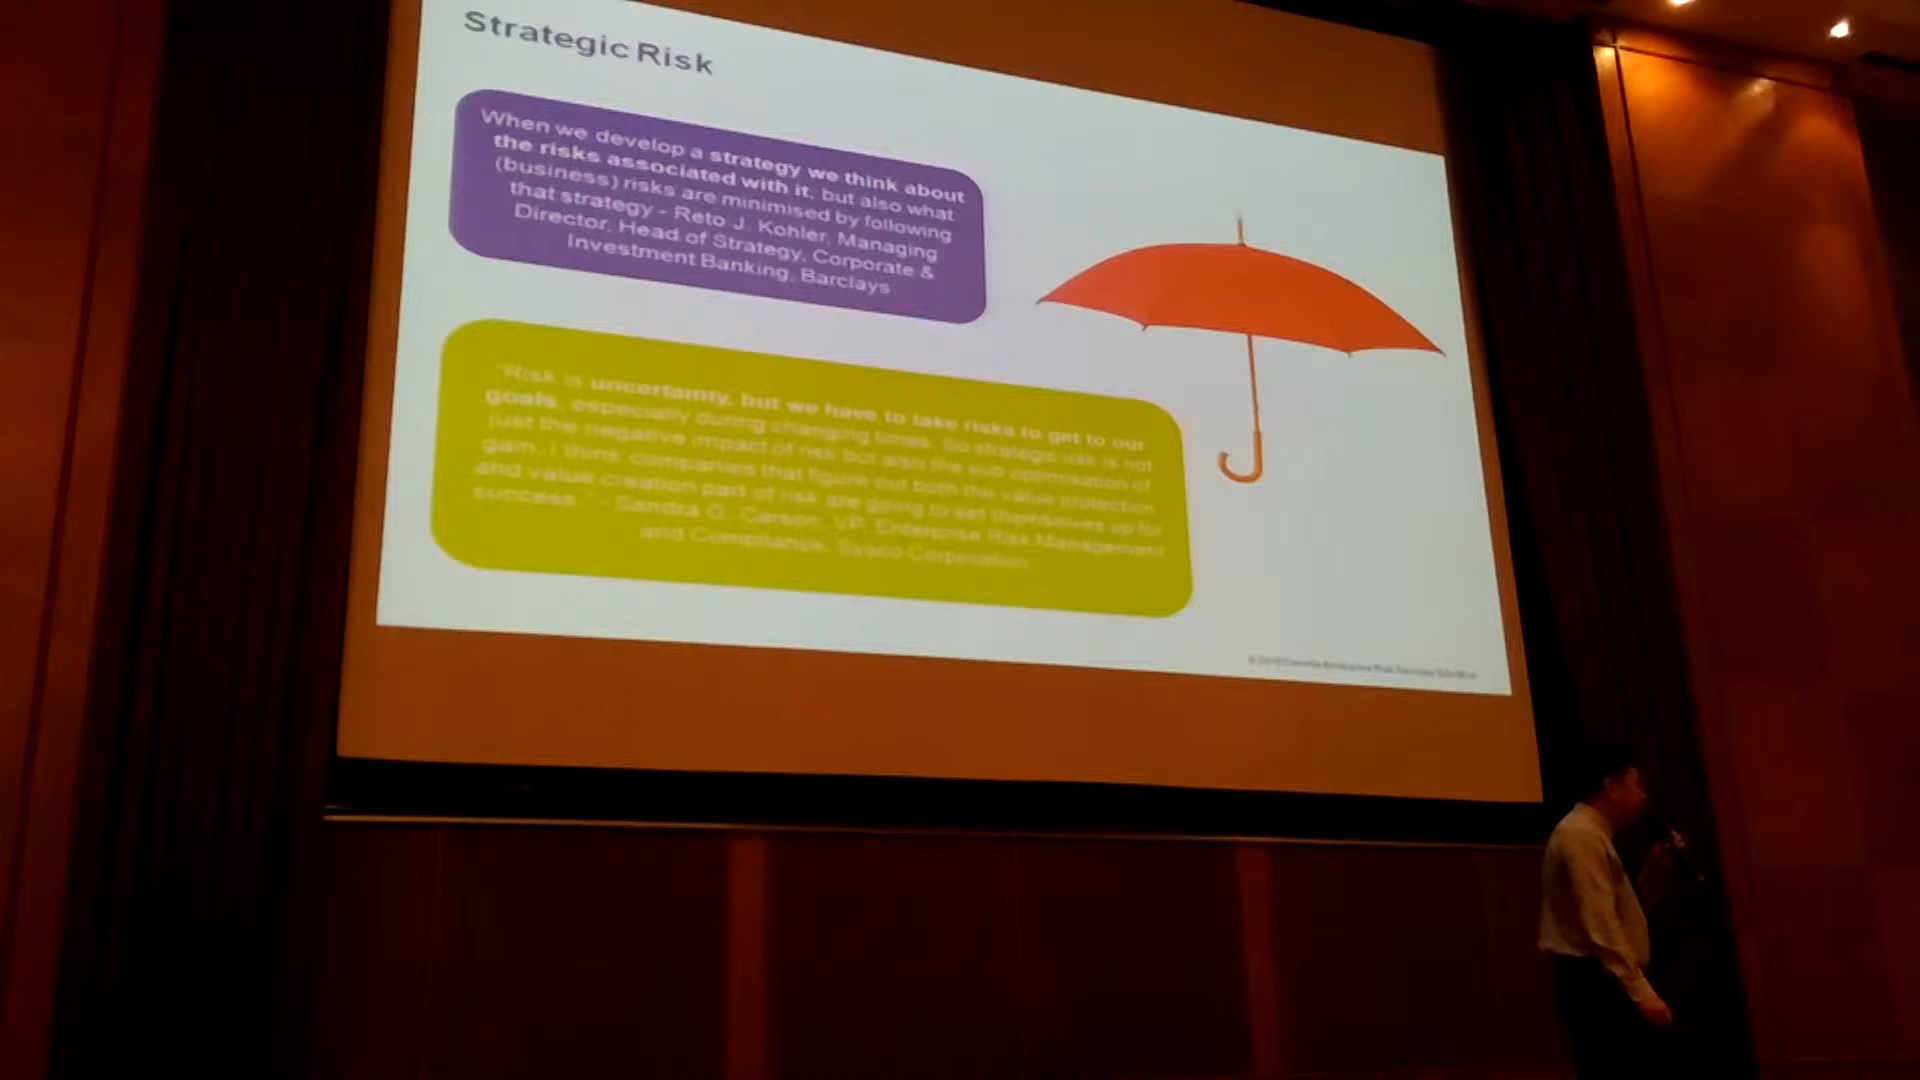 Strategic Risk
When we develop a strategy we think about
the risks associated with it, but also what
(business) risks are minimised by following
that strategy - Reto J. Kohler, Managing
Director, Head of Strategy, Corporate &
Investment Banking, Barclays
"Risk is uncertainty, but we have to take risks to get to our
goals, especially during changing times. So strategic risk is not
just the negative impact of risk but also the sub-optimisation of
gain. I think companies that figure out both the value protection
and value creation part of risk are going to set themselves up for
success." - Sandra G. Carson, VP, Enterprise Risk Management
and Compliance, Sysco Corporation